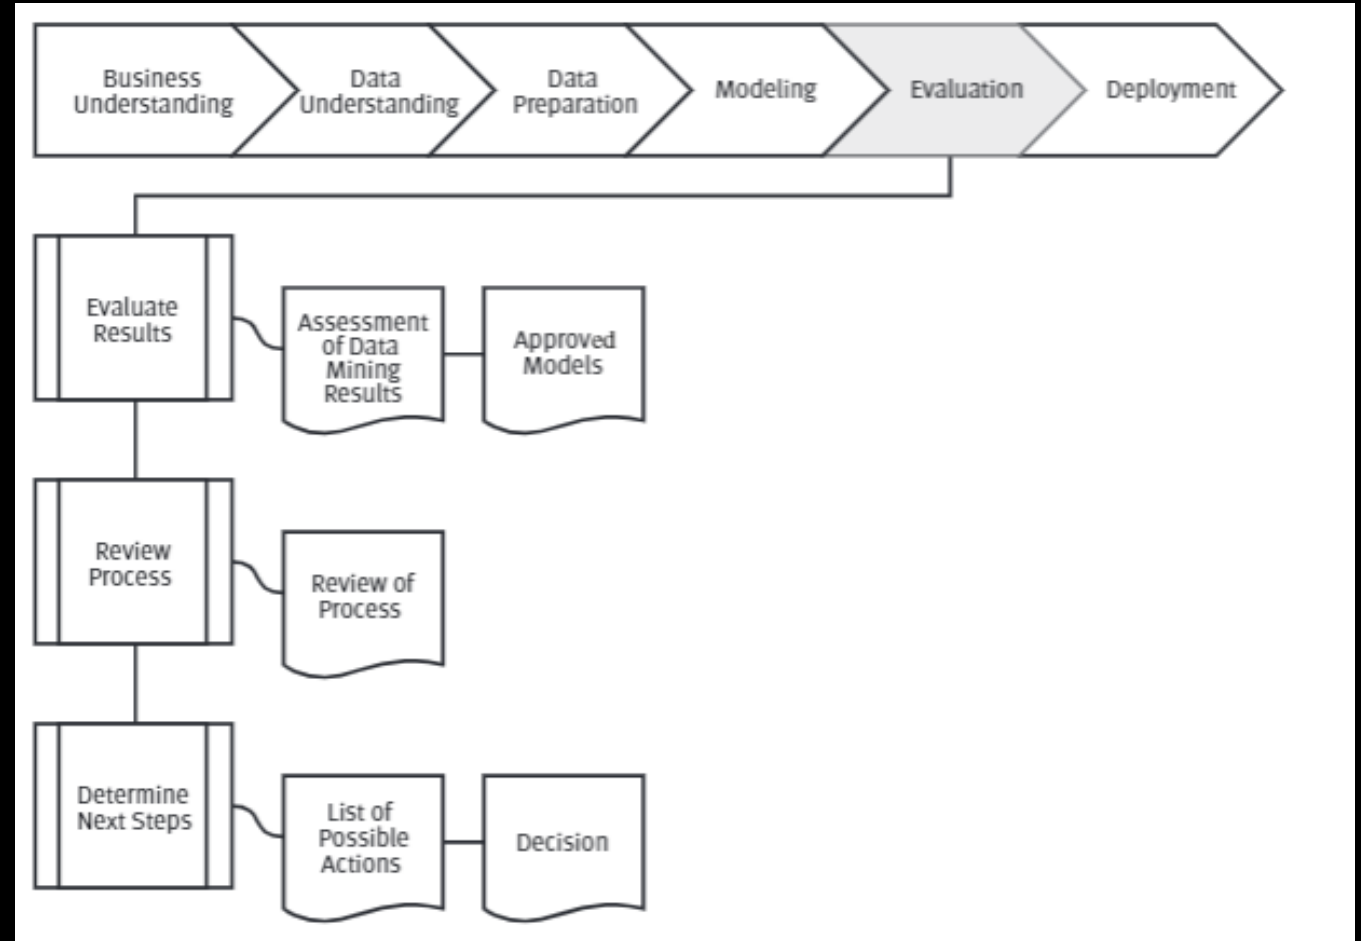 Business
Understanding
Data
Understanding
Data
Preparation
Modeling
Evaluation
Deployment
Evaluate
Results
Assessment
of Data
Mining
Results
Approved
Models
Review
Process
Review of
Process
Determine
Next Steps
List of
Possible
Actions
Decision